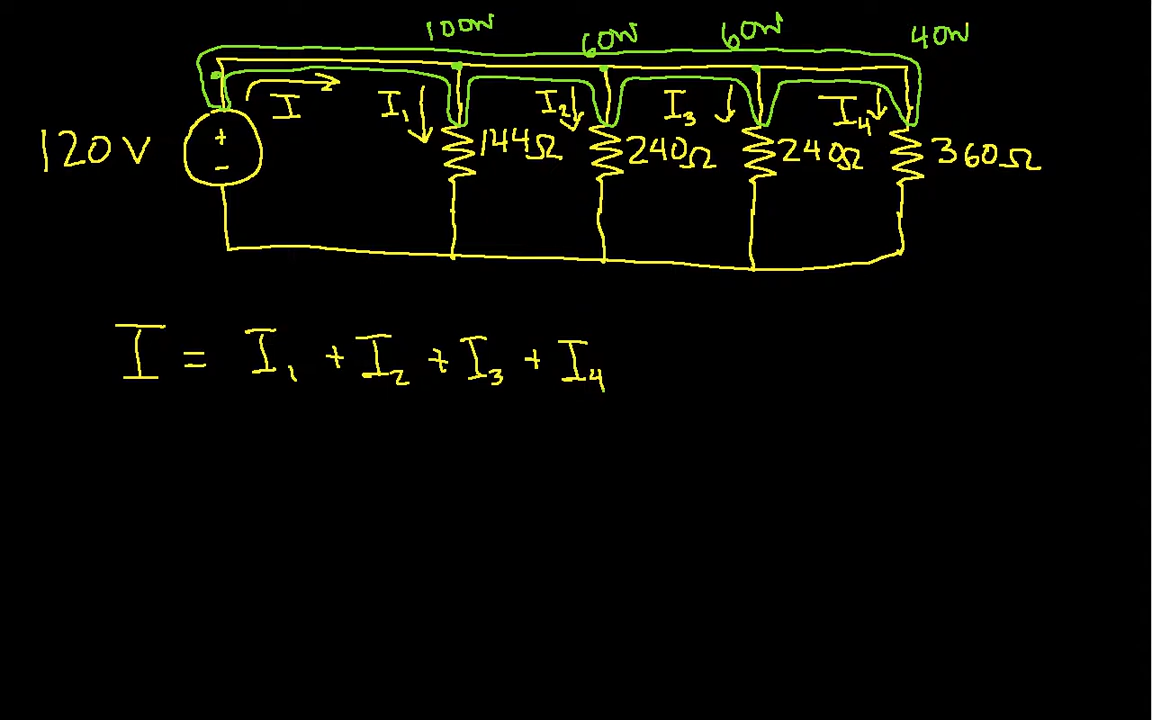 100W 60W 60W 40W
I I₁ I₂ I₃ I₄
120V + - 144Ω 240Ω 240Ω 360Ω
I = I₁ + I₂ + I₃ + I₄